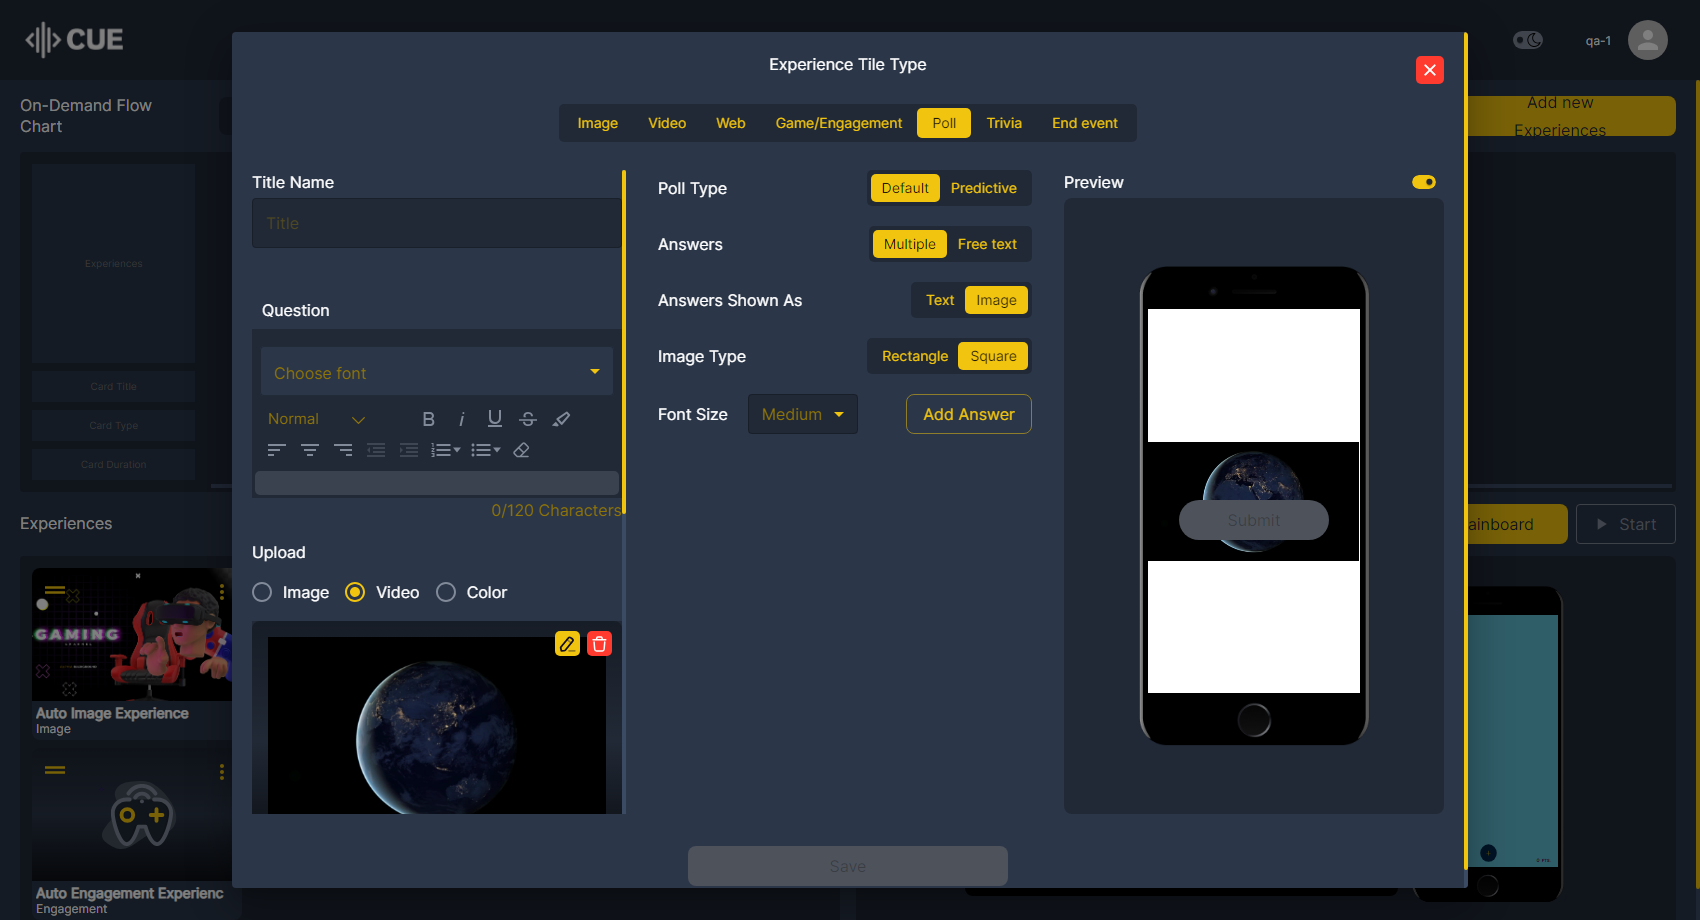 CUE
qa-1
On-Demand Flow
Chart
Add new
Experiences
Experiences
Card Title
Card Type
Card Duration
Experiences
ainboard
Start
GAMING
Auto Image Experience
Image
Auto Engagement Experienc
Engagement
Experience Tile Type
Image
Video
Web
Game/Engagement
Poll
Trivia
End event
Title Name
Title
Question
Choose font
Normal
0/120 Characters
Upload
Image
Video
Color
Poll Type
Default
Predictive
Answers
Multiple
Free text
Answers Shown As
Text
Image
Image Type
Rectangle
Square
Font Size
Medium
Add Answer
Preview
Submit
Save